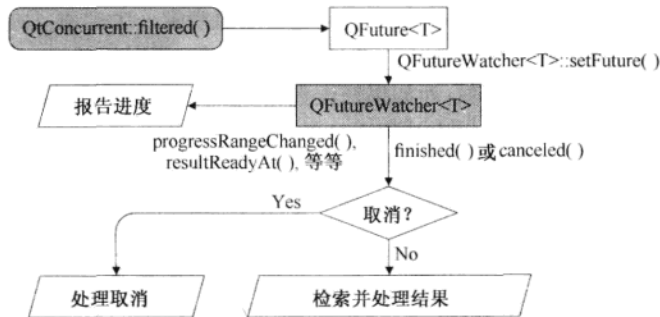 QtConcurrent::filtered( )
QFuture<T>
QFutureWatcher<T>::setFuture( )
报告进度
QFutureWatcher<T>
progressRangeChanged( ),
resultReadyAt( ), 等等
finished( ) 或 canceled( )
Yes
取消？
No
处理取消
检索并处理结果